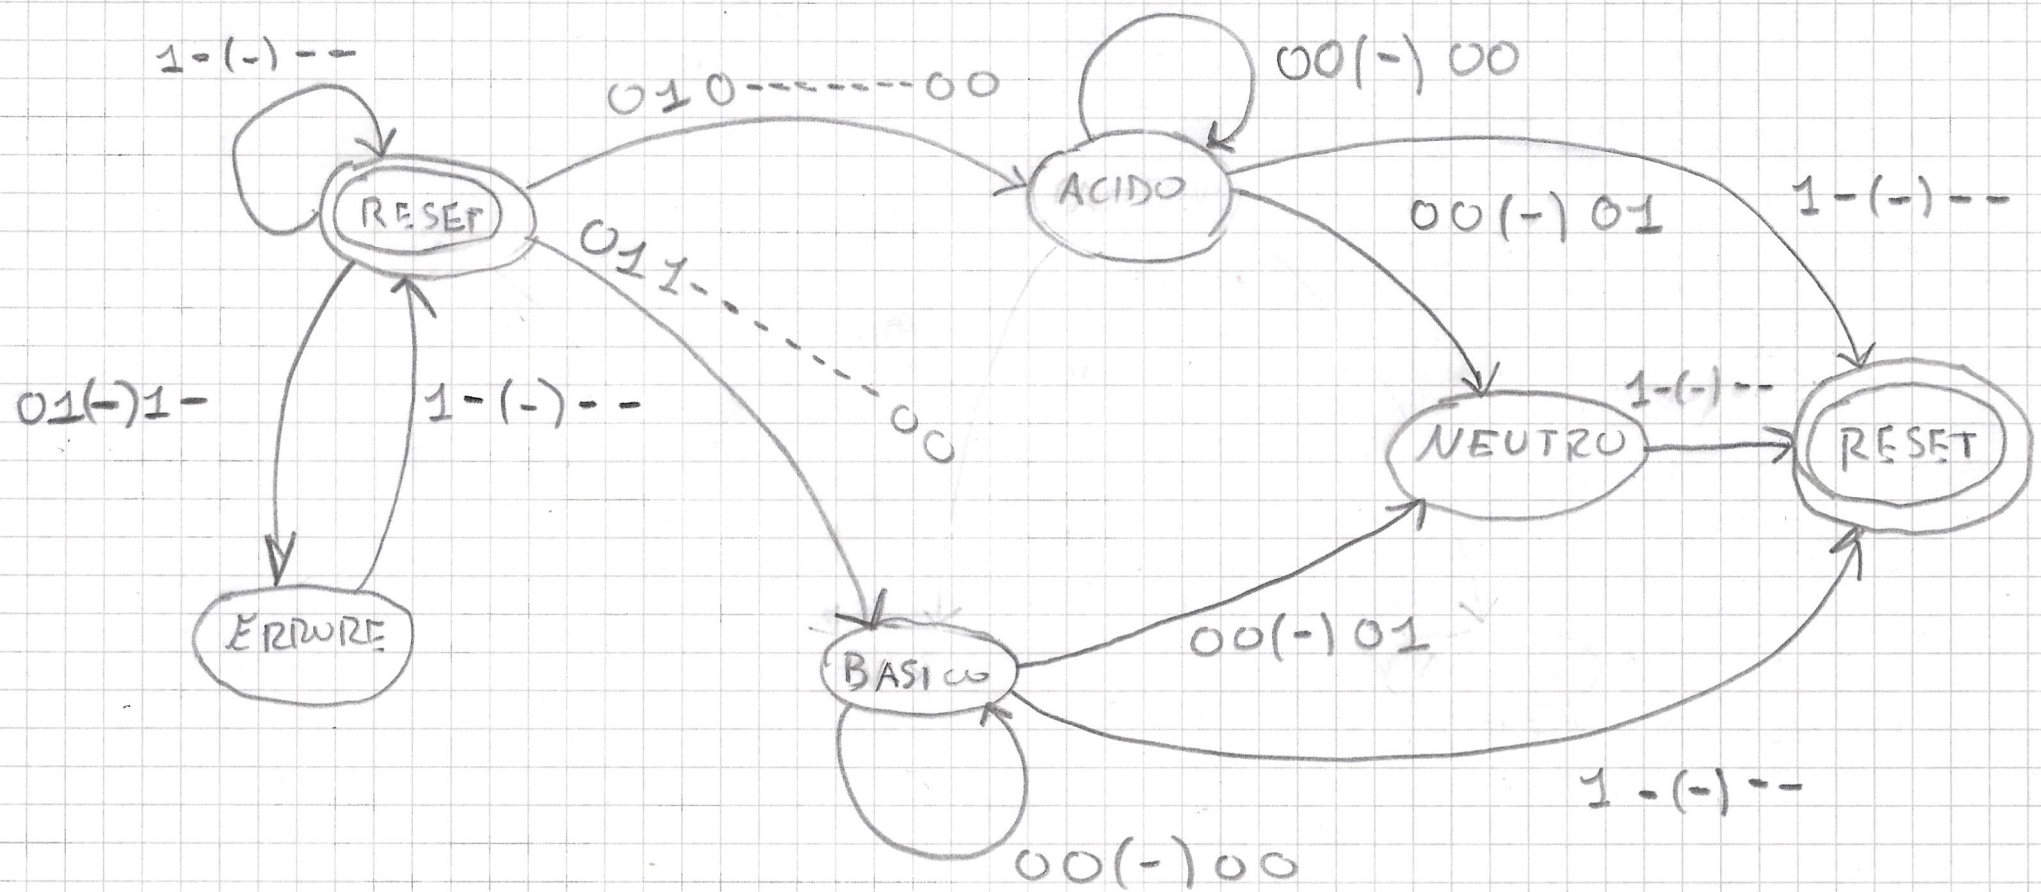 1-(-)--
010-------00
00(-)00
RESET
ACIDO
00(-)01
1-(-)--
011-------00
01(-)1-
1-(-)--
1-(-)--
NEUTRO
RESET
ERRORE
BASICO
00(-)01
1-(-)--
00(-)00